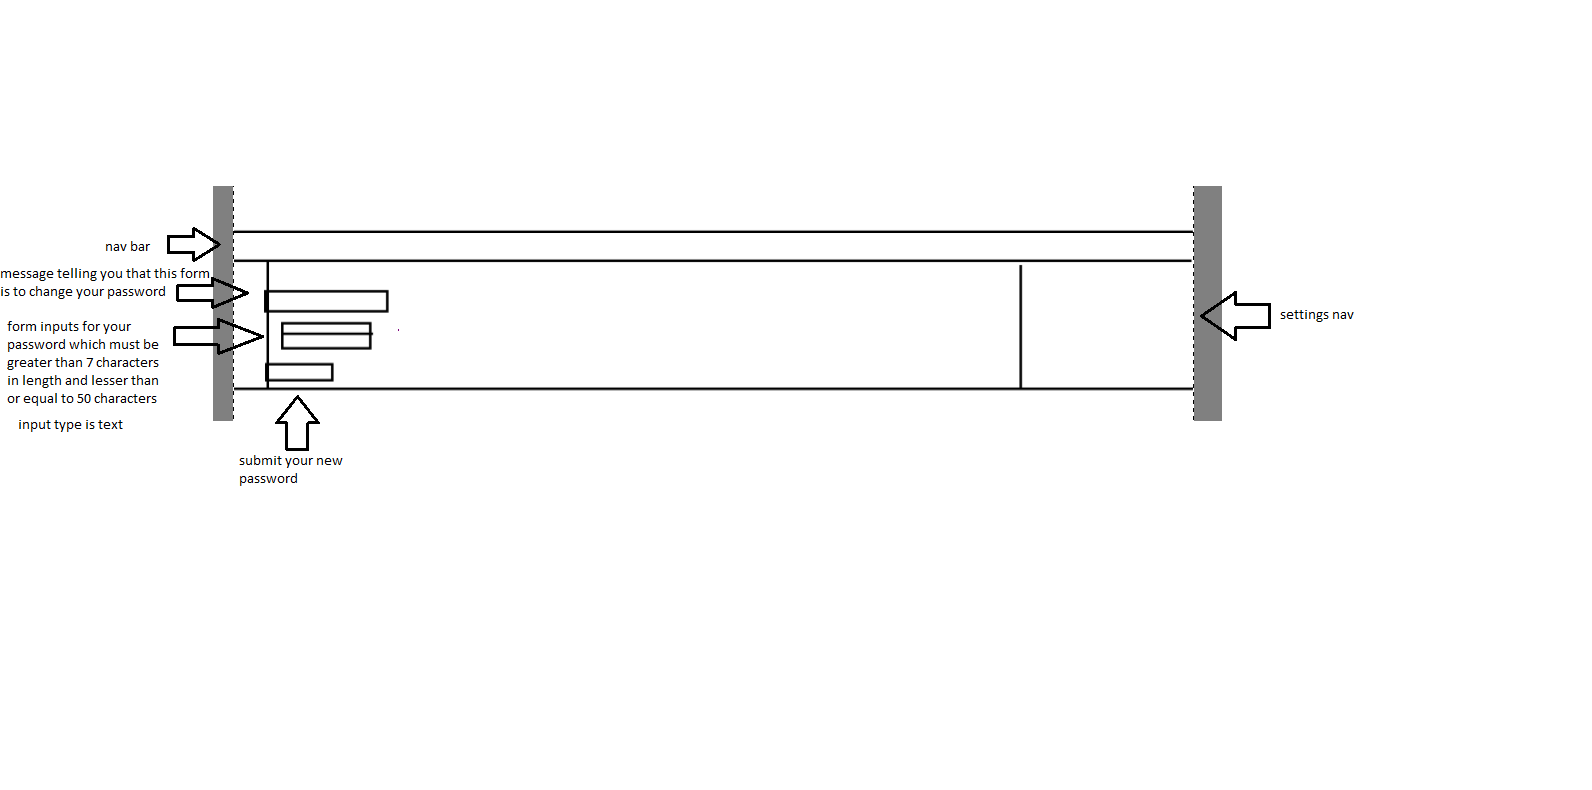 nav bar
message telling you that this form
is to change your password
form inputs for your
password which must be
greater than 7 characters
in length and lesser than
or equal to 50 characters
input type is text
submit your new
password
settings nav